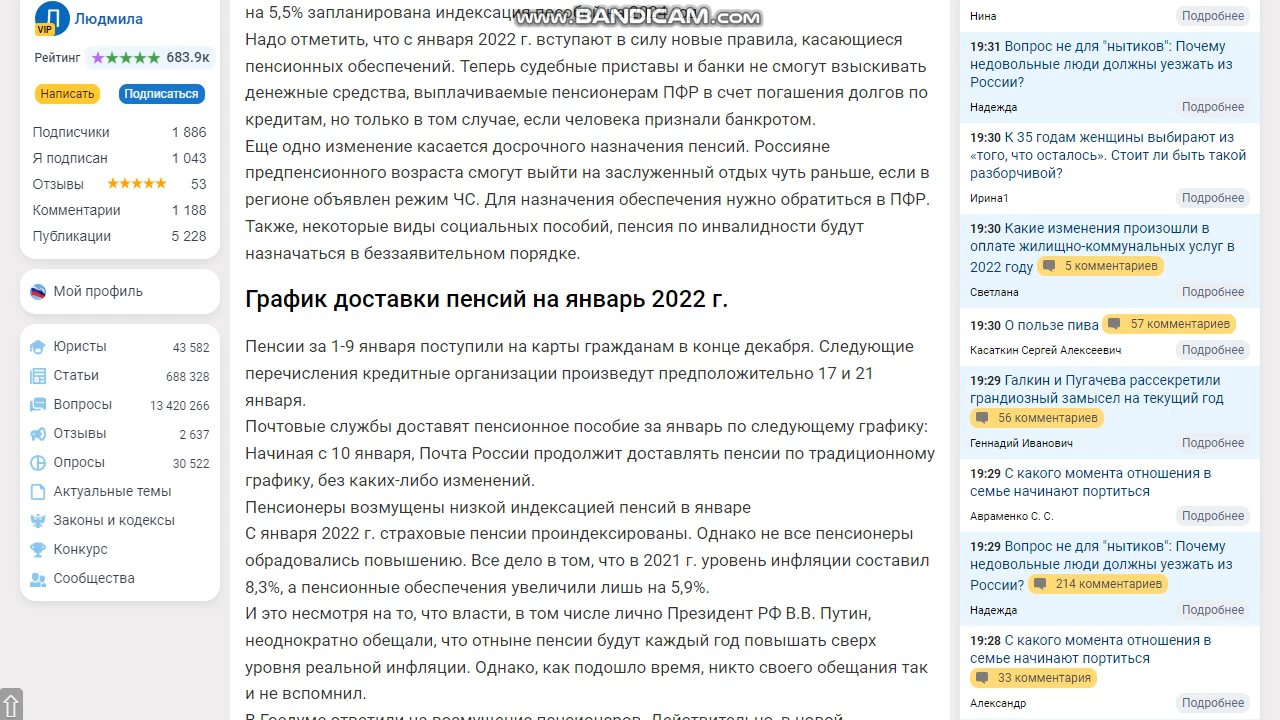 Людмила
VIP
Рейтинг 683.9к
Написать Подписаться
Подписчики 1 886
Я подписан 1 043
Отзывы 53
Комментарии 1 188
Публикации 5 228
Мой профиль
Юристы 43 582
Статьи 688 328
Вопросы 13 420 266
Отзывы 2 637
Опросы 30 522
Актуальные темы
Законы и кодексы
Конкурс
Сообщества
www.BANDICAM.com
на 5,5% запланирована индексация
Надо отметить, что с января 2022 г. вступают в силу новые правила, касающиеся
пенсионных обеспечений. Теперь судебные приставы и банки не смогут взыскивать
денежные средства, выплачиваемые пенсионерам ПФР в счет погашения долгов по
кредитам, но только в том случае, если человека признали банкротом.
Еще одно изменение касается досрочного назначения пенсий. Россияне
предпенсионного возраста смогут выйти на заслуженный отдых чуть раньше, если в
регионе объявлен режим ЧС. Для назначения обеспечения нужно обратиться в ПФР.
Также, некоторые виды социальных пособий, пенсия по инвалидности будут
назначаться в беззаявительном порядке.
График доставки пенсий на январь 2022 г.
Пенсии за 1-9 января поступили на карты гражданам в конце декабря. Следующие
перечисления кредитные организации произведут предположительно 17 и 21
января.
Почтовые службы доставят пенсионное пособие за январь по следующему графику:
Начиная с 10 января, Почта России продолжит доставлять пенсии по традиционному
графику, без каких-либо изменений.
Пенсионеры возмущены низкой индексацией пенсий в январе
С января 2022 г. страховые пенсии проиндексированы. Однако не все пенсионеры
обрадовались повышению. Все дело в том, что в 2021 г. уровень инфляции составил
8,3%, а пенсионные обеспечения увеличили лишь на 5,9%.
И это несмотря на то, что власти, в том числе лично Президент РФ В.В. Путин,
неоднократно обещали, что отныне пенсии будут каждый год повышать сверх
уровня реальной инфляции. Однако, как подошло время, никто своего обещания так
и не вспомнил.
В Госдуме ответили на возмущение пенсионеров. Действительно, в новой
Нина Подробнее
19:31 Вопрос не для "нытиков": Почему
недовольные люди должны уезжать из
России?
Надежда Подробнее
19:30 К 35 годам женщины выбирают из
«того, что осталось». Стоит ли быть такой
разборчивой?
Ирина1 Подробнее
19:30 Какие изменения произошли в
оплате жилищно-коммунальных услуг в
2022 году 5 комментариев
Светлана Подробнее
19:30 О пользе пива 57 комментариев
Касаткин Сергей Алексеевич Подробнее
19:29 Галкин и Пугачева рассекретили
грандиозный замысел на текущий год
56 комментариев
Геннадий Иванович Подробнее
19:29 С какого момента отношения в
семье начинают портиться
Авраменко С. С. Подробнее
19:29 Вопрос не для "нытиков": Почему
недовольные люди должны уезжать из
России? 214 комментариев
Надежда Подробнее
19:28 С какого момента отношения в
семье начинают портиться
33 комментария
Александр Подробнее